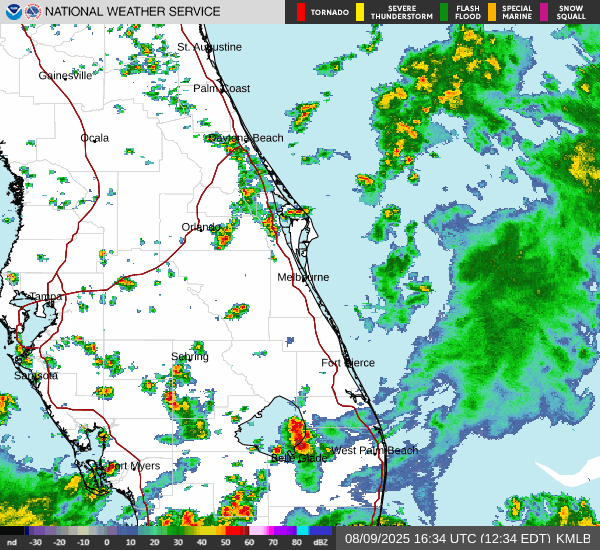 NATIONAL WEATHER SERVICE
TORNADO
SEVERE THUNDERSTORM
FLASH FLOOD
SPECIAL MARINE
SNOW SQUALL
St. Augustine
Gainesville
Palm Coast
Ocala
Daytona Beach
Orlando
Melbourne
Tampa
Sebring
Fort Pierce
Sarasota
West Palm Beach
Belle Glade
Fort Myers
nd -30 -20 -10 0 10 20 30 40 50 60 70 80 dBZ
08/09/2025 16:34 UTC (12:34 EDT) KMLB